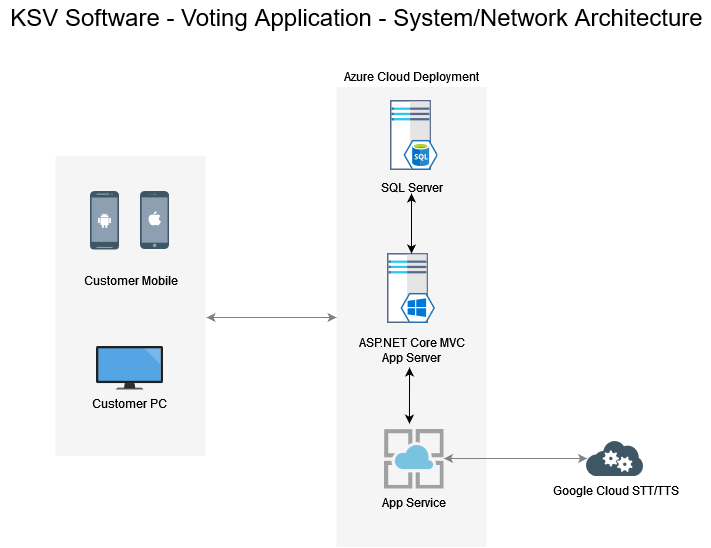 KSV Software - Voting Application - System/Network Architecture
Azure Cloud Deployment
SQL
SQL Server
Customer Mobile
ASP.NET Core MVC
App Server
Customer PC
App Service
Google Cloud STT/TTS